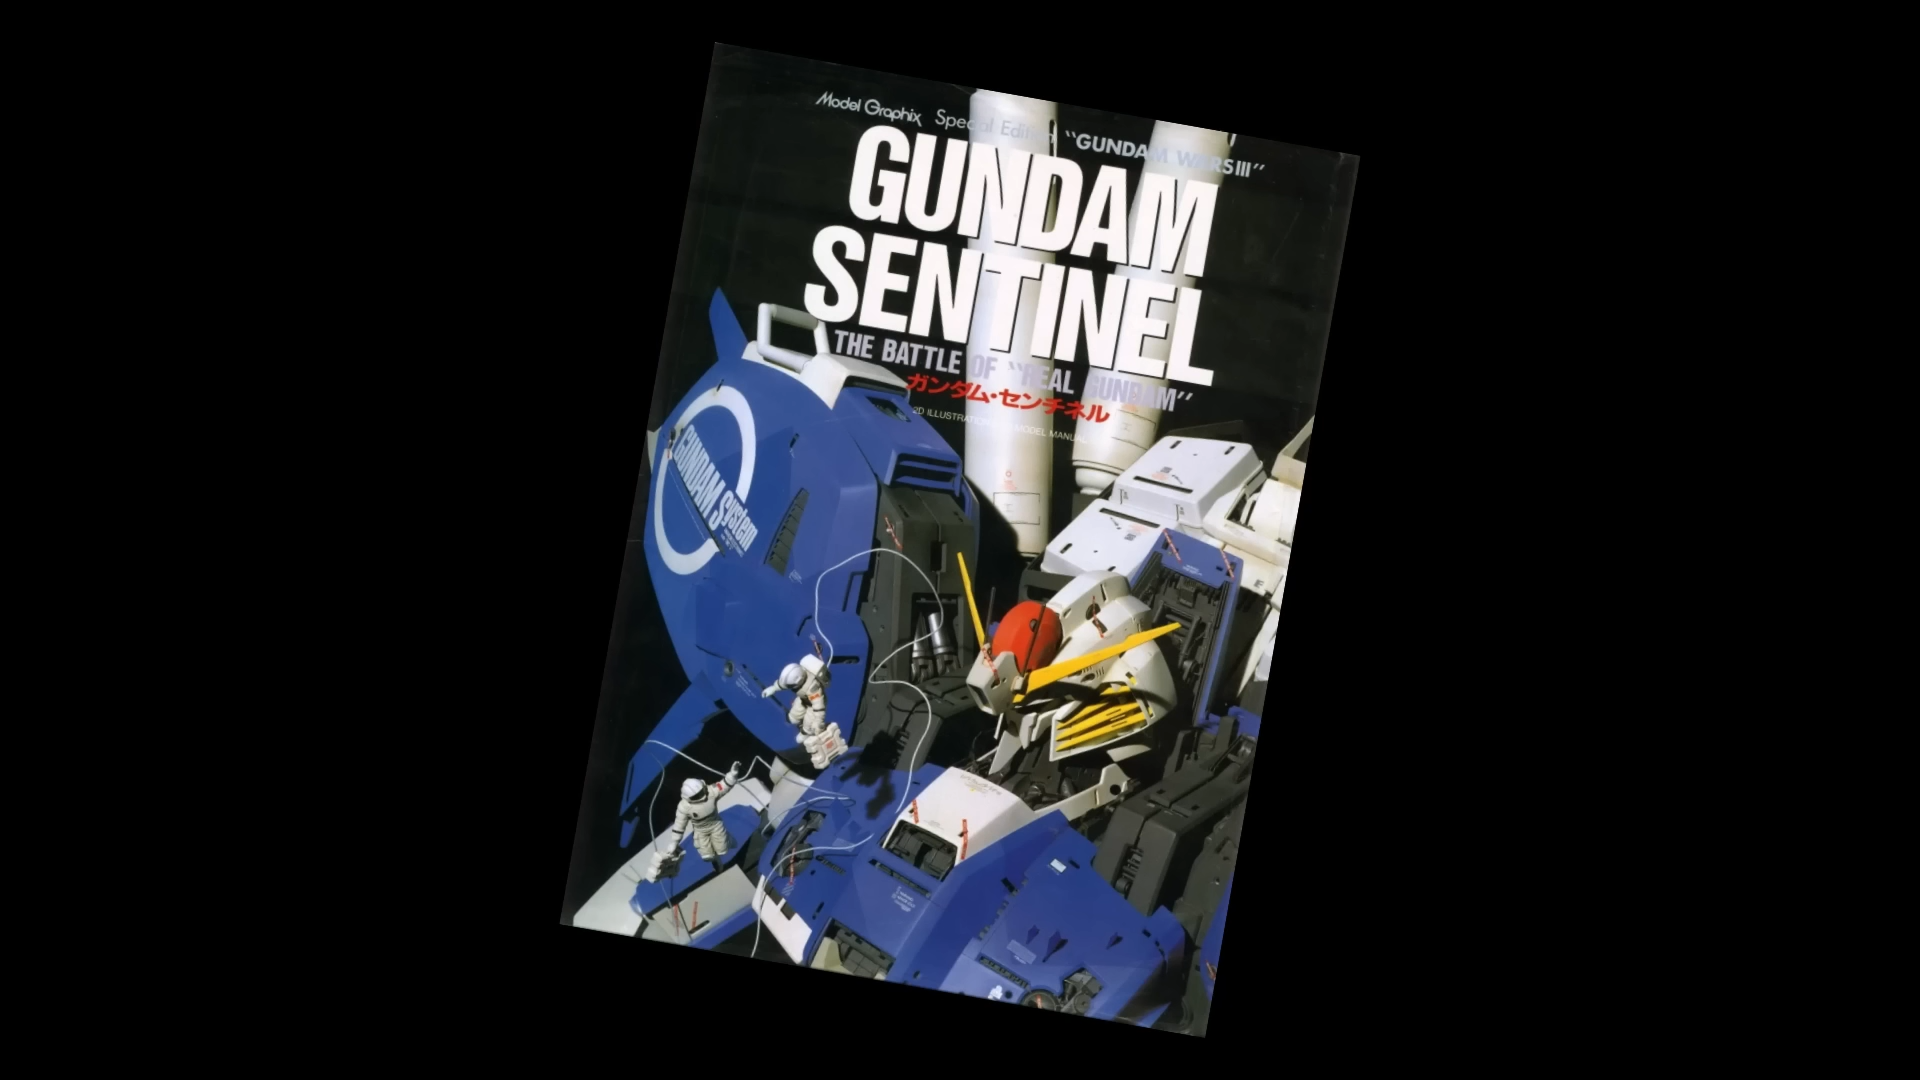 Model Graphix Special Edition "GUNDAM WARS III"
GUNDAM
SENTINEL
THE BATTLE OF "REAL GUNDAM"
ガンダム・センチネル
2D ILLUSTRATION MODEL MANUAL
GUNDAM System